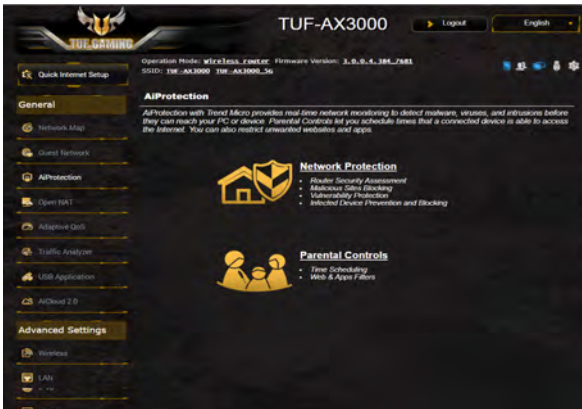 TUF GAMING
TUF-AX3000
Logout
English
Operation Mode: Wireless router Firmware Version: 3.0.0.4.384_7681
SSID: TUF-AX3000 TUF-AX3000_5G
Quick Internet Setup
General
Network Map
Guest Network
AiProtection
Open NAT
Adaptive QoS
Traffic Analyzer
USB Application
AiCloud 2.0
Advanced Settings
Wireless
LAN
AiProtection
AiProtection with Trend Micro provides real-time network monitoring to detect malware, viruses, and intrusions before
they can reach your PC or device. Parental Controls let you schedule times that a connected device is able to access
the Internet. You can also restrict unwanted websites and apps.
Network Protection
• Router Security Assessment
• Malicious Sites Blocking
• Vulnerability Protection
• Infected Device Prevention and Blocking
Parental Controls
• Time Scheduling
• Web & Apps Filters